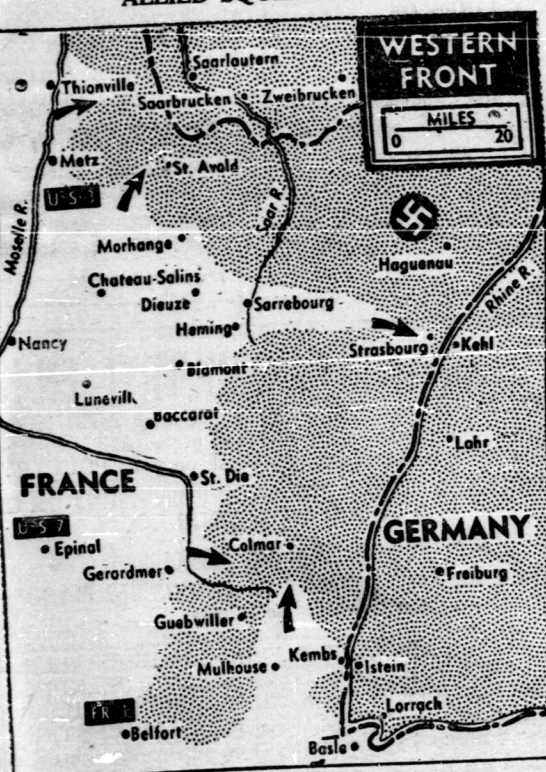 WESTERN
FRONT
MILES
0 20
Saarlautern
Thionville
Saarbrucken
Zweibrucken
Metz
St. Avold
U S 3
Moselle R.
Saar R.
Morhange
Haguenau
Chateau-Salins
Dieuze
Sarrebourg
Rhine R.
Heming
Nancy
Strasbourg
Kehl
Blamont
Luneville
Baccarat
Lahr
St. Die
FRANCE
U S 7
GERMANY
Epinal
Colmar
Gerardmer
Freiburg
Guebwiller
Kembs
Mulhouse
Istein
FR 1
Lorrach
Belfort
Basle